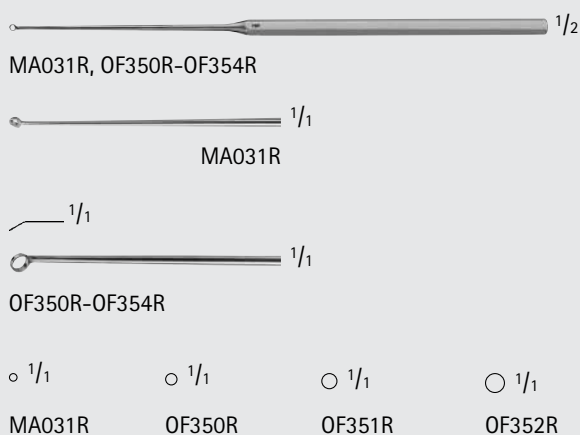 1/2
MA031R, OF350R-OF354R
1/1
MA031R
1/1
1/1
OF350R-OF354R
1/1 1/1 1/1 1/1
MA031R OF350R OF351R OF352R